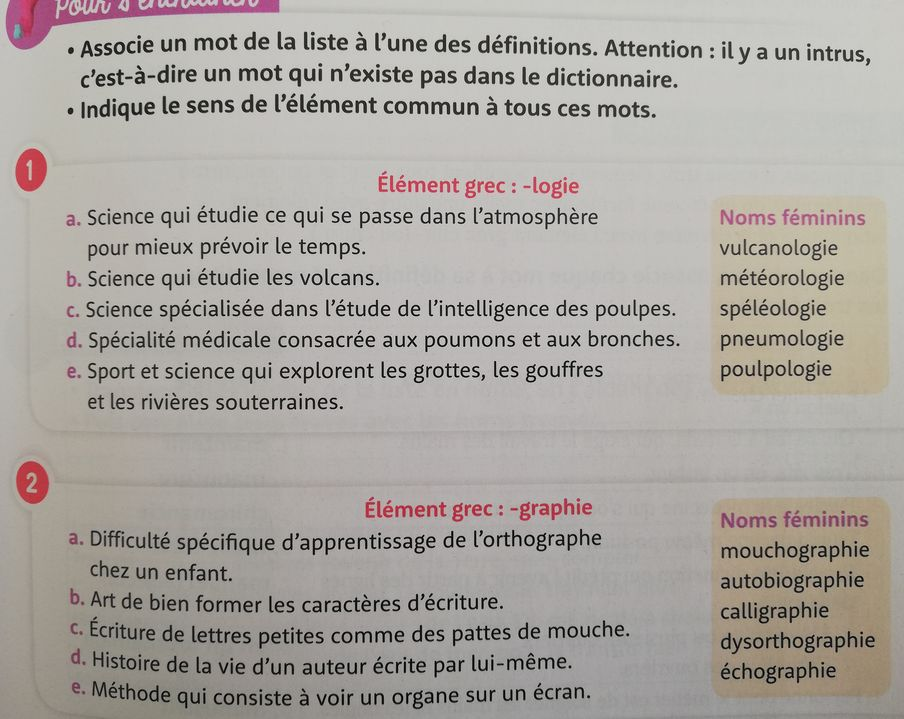 Pour s'entraîner
• Associe un mot de la liste à l'une des définitions. Attention : il y a un intrus,
c'est-à-dire un mot qui n'existe pas dans le dictionnaire.
• Indique le sens de l'élément commun à tous ces mots.
1
Élément grec : -logie
a. Science qui étudie ce qui se passe dans l'atmosphère
pour mieux prévoir le temps.
b. Science qui étudie les volcans.
c. Science spécialisée dans l'étude de l'intelligence des poulpes.
d. Spécialité médicale consacrée aux poumons et aux bronches.
e. Sport et science qui explorent les grottes, les gouffres
et les rivières souterraines.
Noms féminins
vulcanologie
météorologie
spéléologie
pneumologie
poulpologie
2
Élément grec : -graphie
a. Difficulté spécifique d'apprentissage de l'orthographe
chez un enfant.
b. Art de bien former les caractères d'écriture.
c. Écriture de lettres petites comme des pattes de mouche.
d. Histoire de la vie d'un auteur écrite par lui-même.
e. Méthode qui consiste à voir un organe sur un écran.
Noms féminins
mouchographie
autobiographie
calligraphie
dysorthographie
échographie